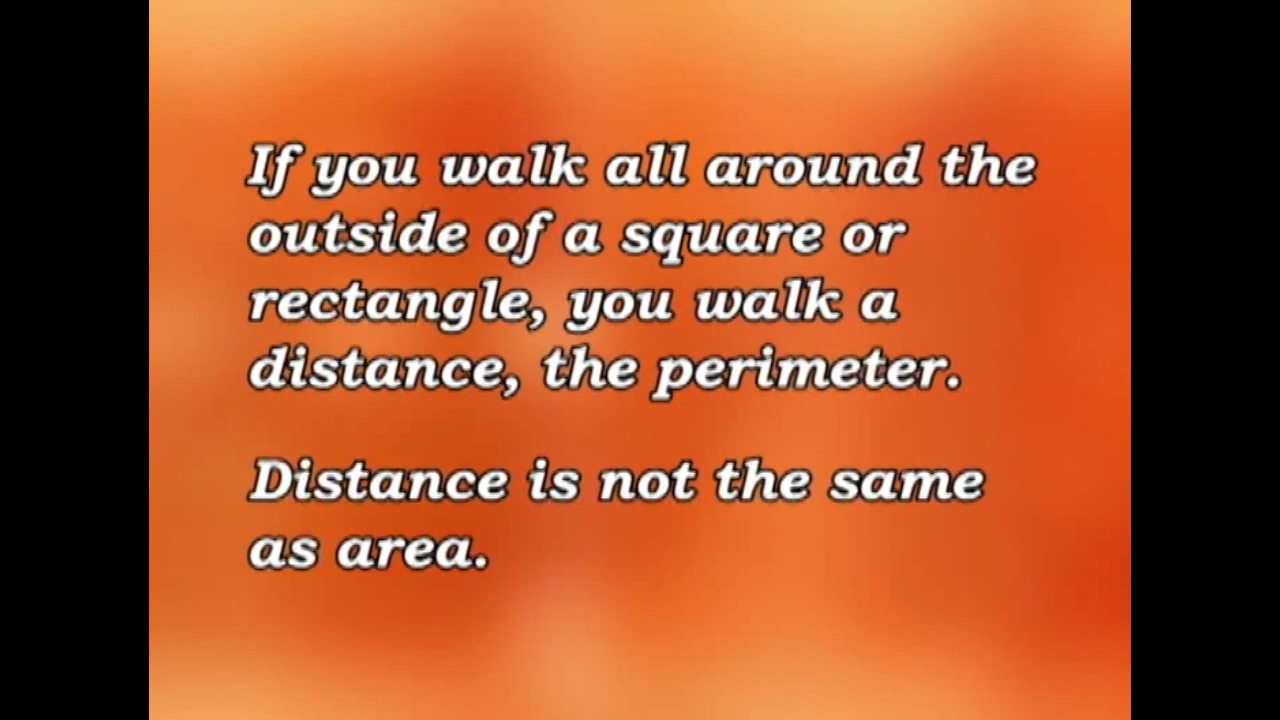 If you walk all around the
outside of a square or
rectangle, you walk a
distance, the perimeter.
Distance is not the same
as area.